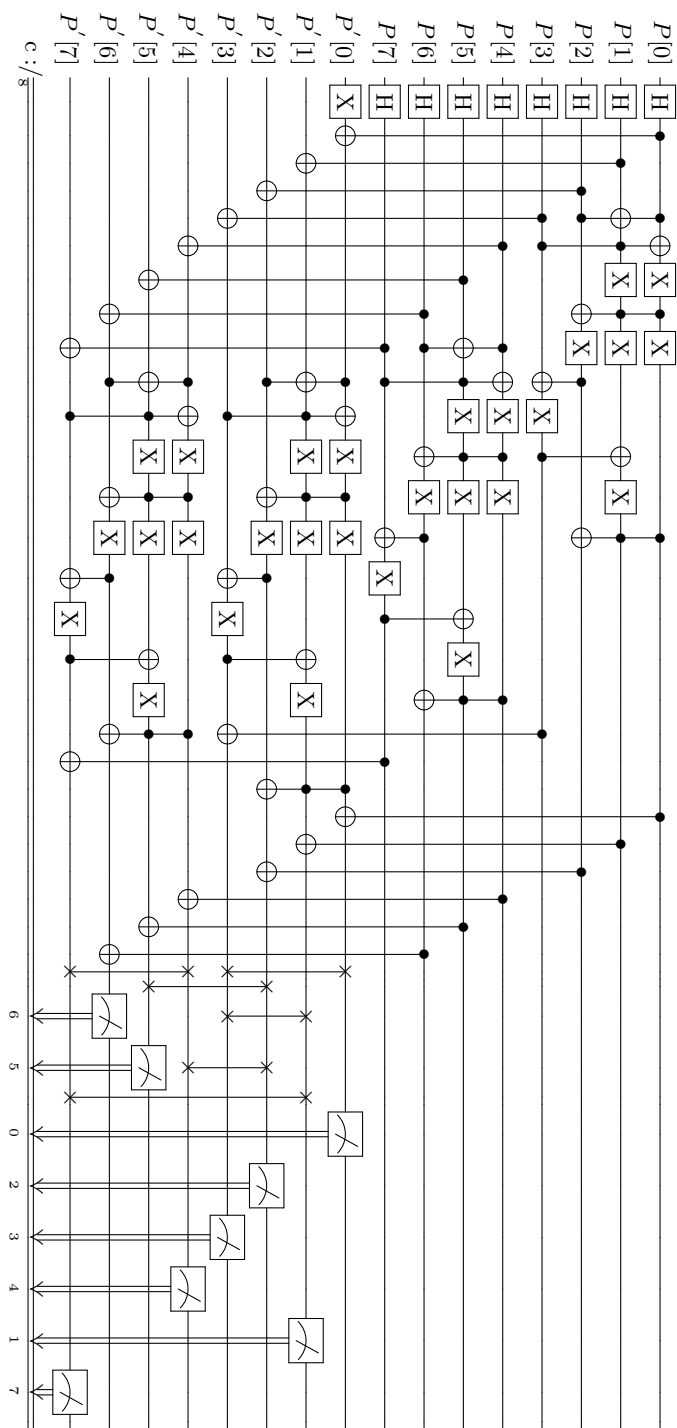 P[0] H X X
P[1] H X X X
P[2] H X
P[3] H X
P[4] H X X
P[5] H X X X
P[6] H X
P[7] H X
P′[0] X X X
P′[1] X X X
P′[2] X
P′[3] X
P′[4] X X
P′[5] X X X
P′[6] X
P′[7] X
c : /8
6 5 0 2 3 4 1 7